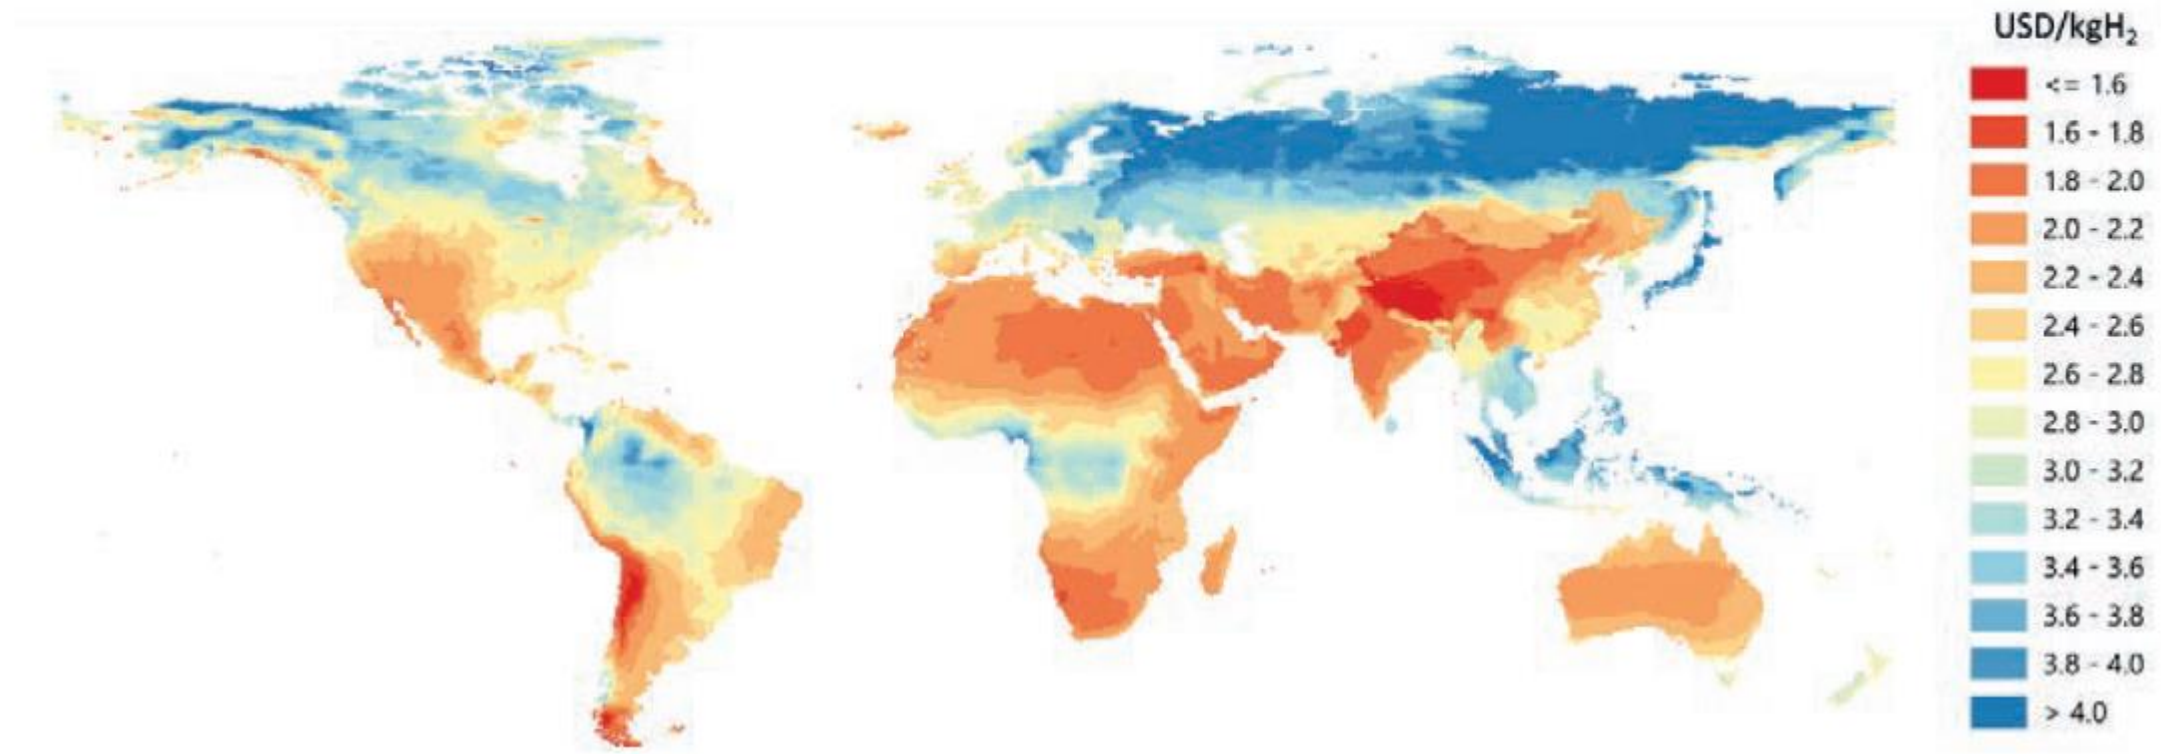 USD/kgH₂
<= 1.6
1.6 - 1.8
1.8 - 2.0
2.0 - 2.2
2.2 - 2.4
2.4 - 2.6
2.6 - 2.8
2.8 - 3.0
3.0 - 3.2
3.2 - 3.4
3.4 - 3.6
3.6 - 3.8
3.8 - 4.0
> 4.0